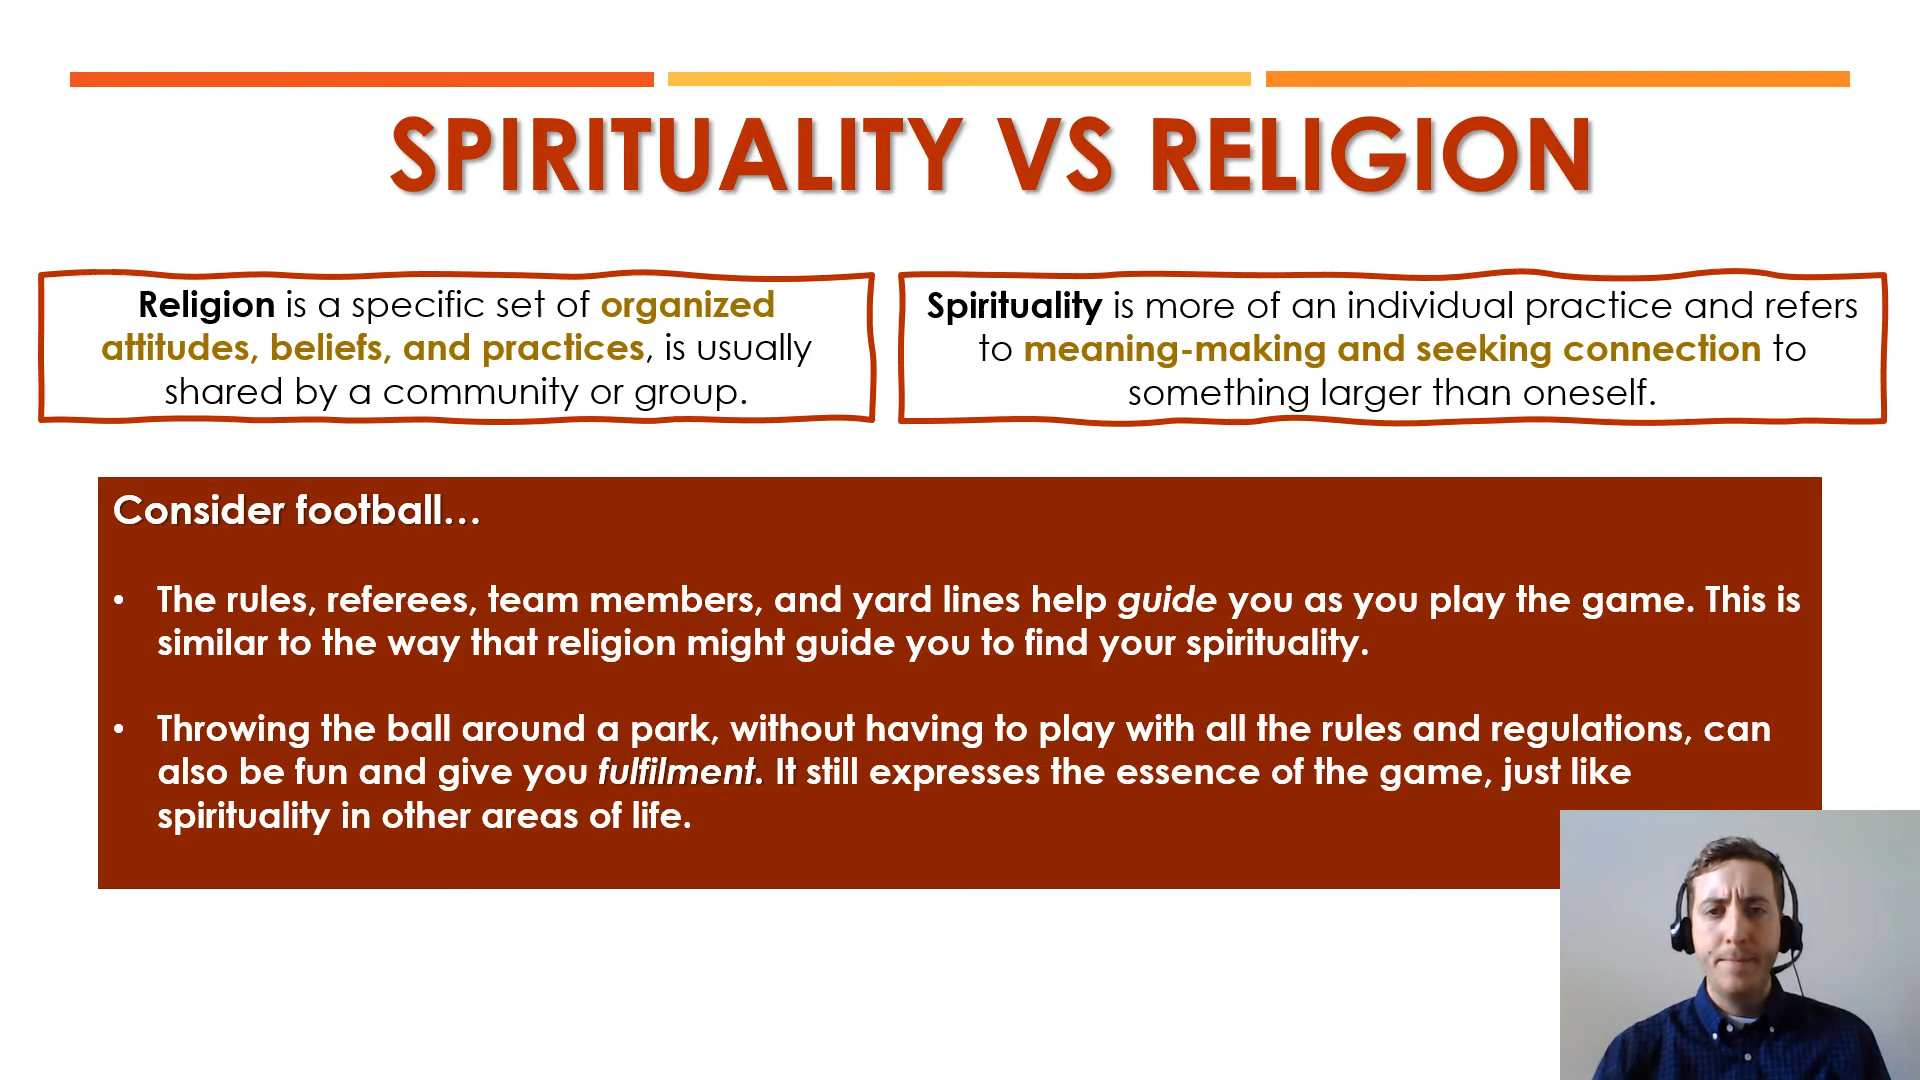 SPIRITUALITY VS RELIGION
Religion is a specific set of organized
attitudes, beliefs, and practices, is usually
shared by a community or group.
Spirituality is more of an individual practice and refers
to meaning-making and seeking connection to
something larger than oneself.
Consider football…
• The rules, referees, team members, and yard lines help guide you as you play the game. This is
similar to the way that religion might guide you to find your spirituality.
• Throwing the ball around a park, without having to play with all the rules and regulations, can
also be fun and give you fulfilment. It still expresses the essence of the game, just like
spirituality in other areas of life.